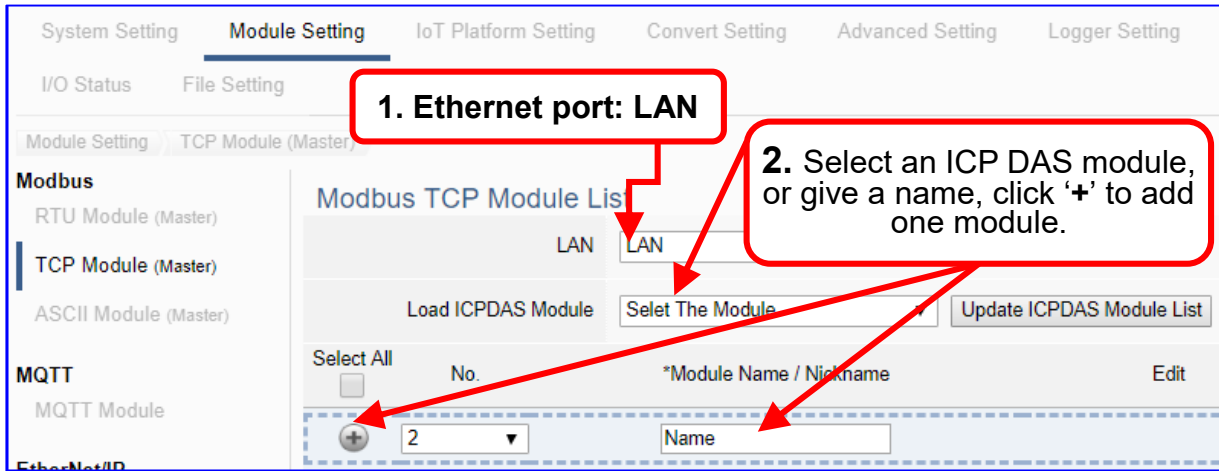 System Setting Module Setting IoT Platform Setting Convert Setting Advanced Setting Logger Setting
I/O Status File Setting
1. Ethernet port: LAN
Module Setting TCP Module (Master)
2. Select an ICP DAS module,
or give a name, click ‘+’ to add
one module.
Modbus
RTU Module (Master)
TCP Module (Master)
ASCII Module (Master)
MQTT
MQTT Module
EtherNet/IP
Modbus TCP Module List
LAN LAN
Load ICPDAS Module Selet The Module Update ICPDAS Module List
Select All No. *Module Name / Nickname Edit
2 Name